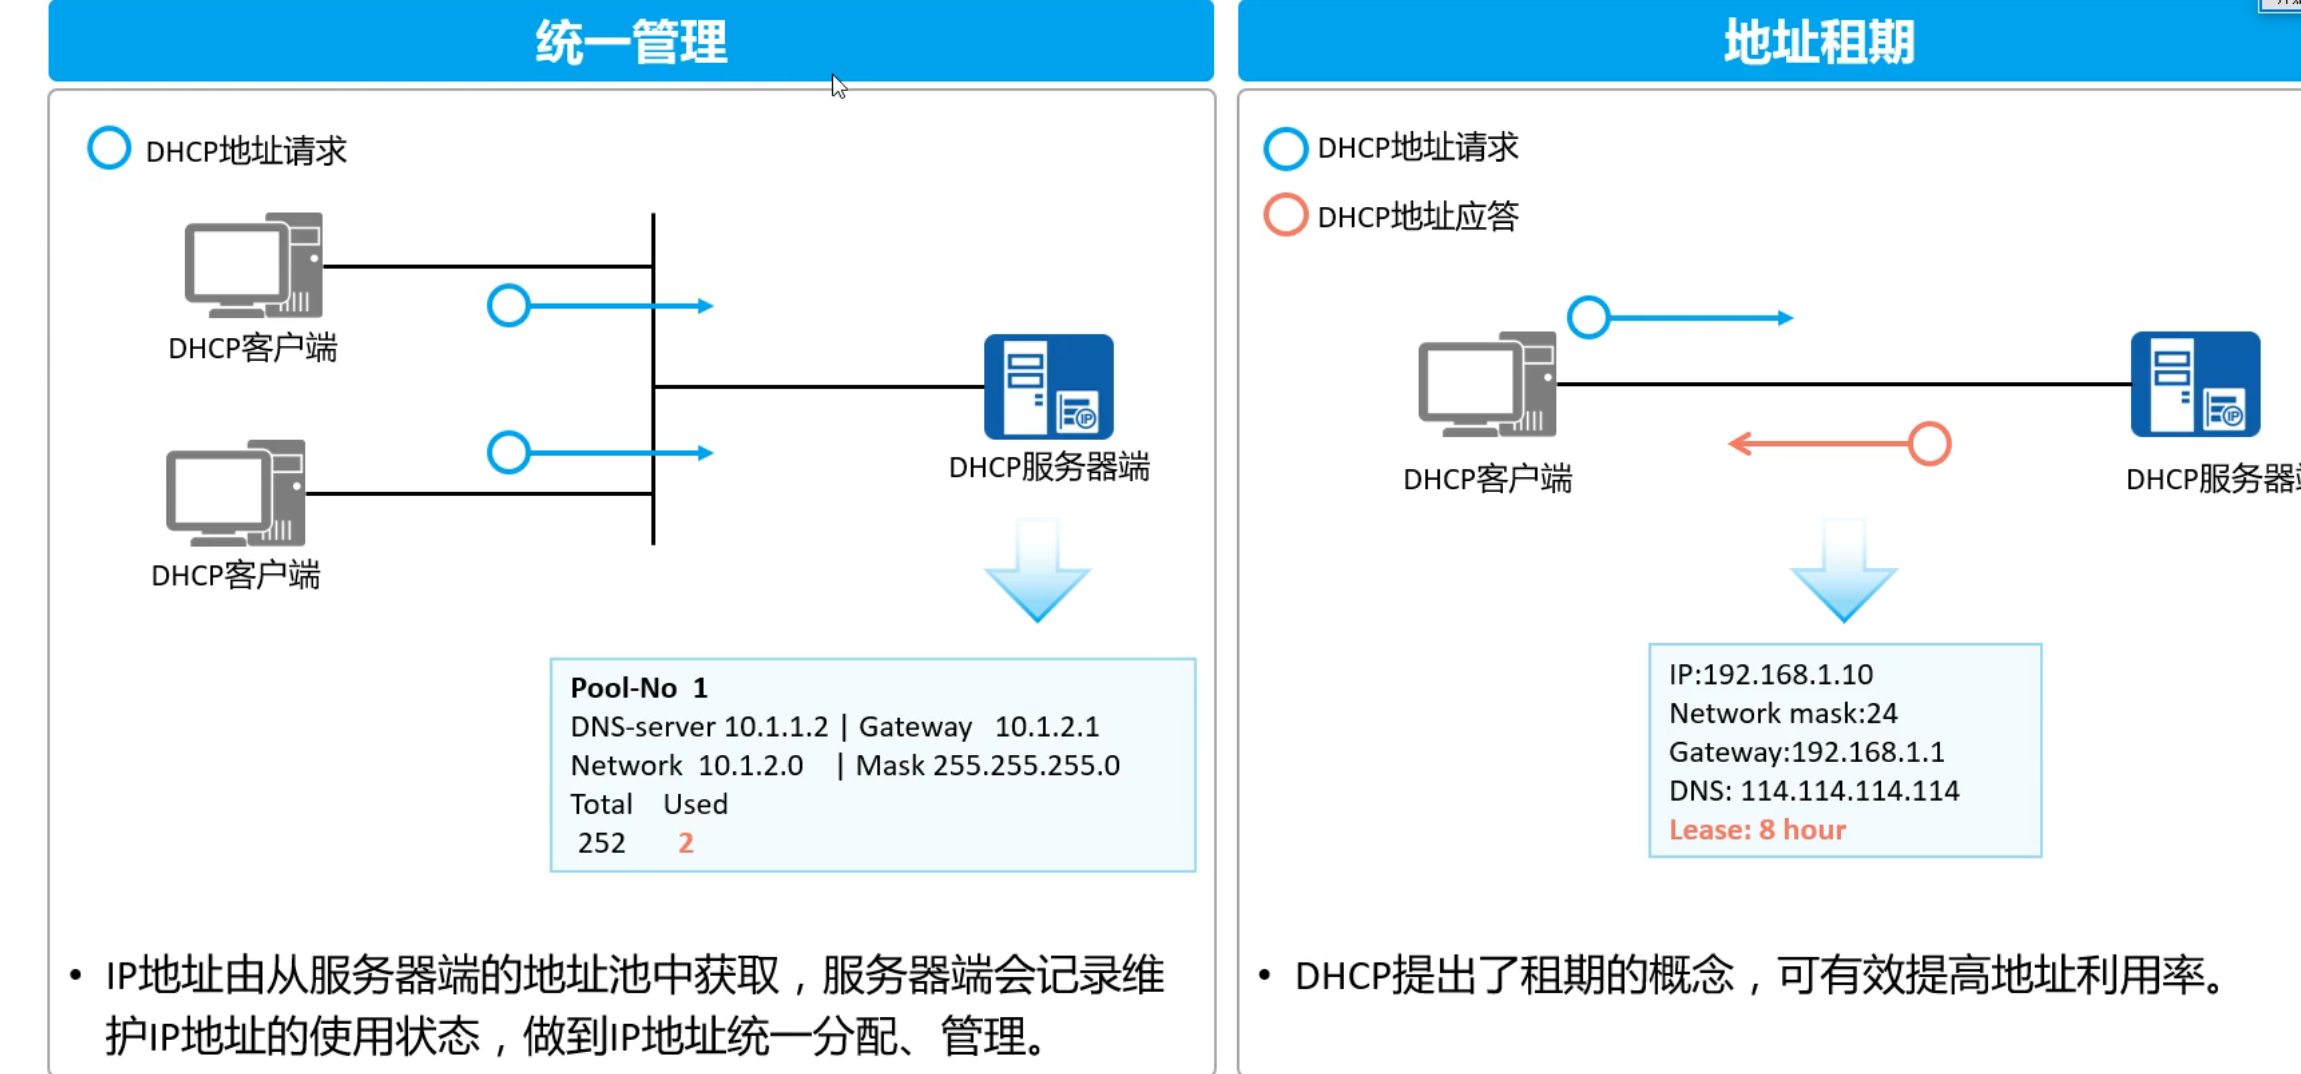 统一管理
DHCP地址请求
DHCP客户端
DHCP服务器端
DHCP客户端
Pool-No 1
DNS-server 10.1.1.2 | Gateway 10.1.2.1
Network 10.1.2.0 | Mask 255.255.255.0
Total Used
252 2
• IP地址由从服务器端的地址池中获取，服务器端会记录维
护IP地址的使用状态，做到IP地址统一分配、管理。
地址租期
DHCP地址请求
DHCP地址应答
DHCP客户端
DHCP服务器
IP:192.168.1.10
Network mask:24
Gateway:192.168.1.1
DNS: 114.114.114.114
Lease: 8 hour
• DHCP提出了租期的概念，可有效提高地址利用率。